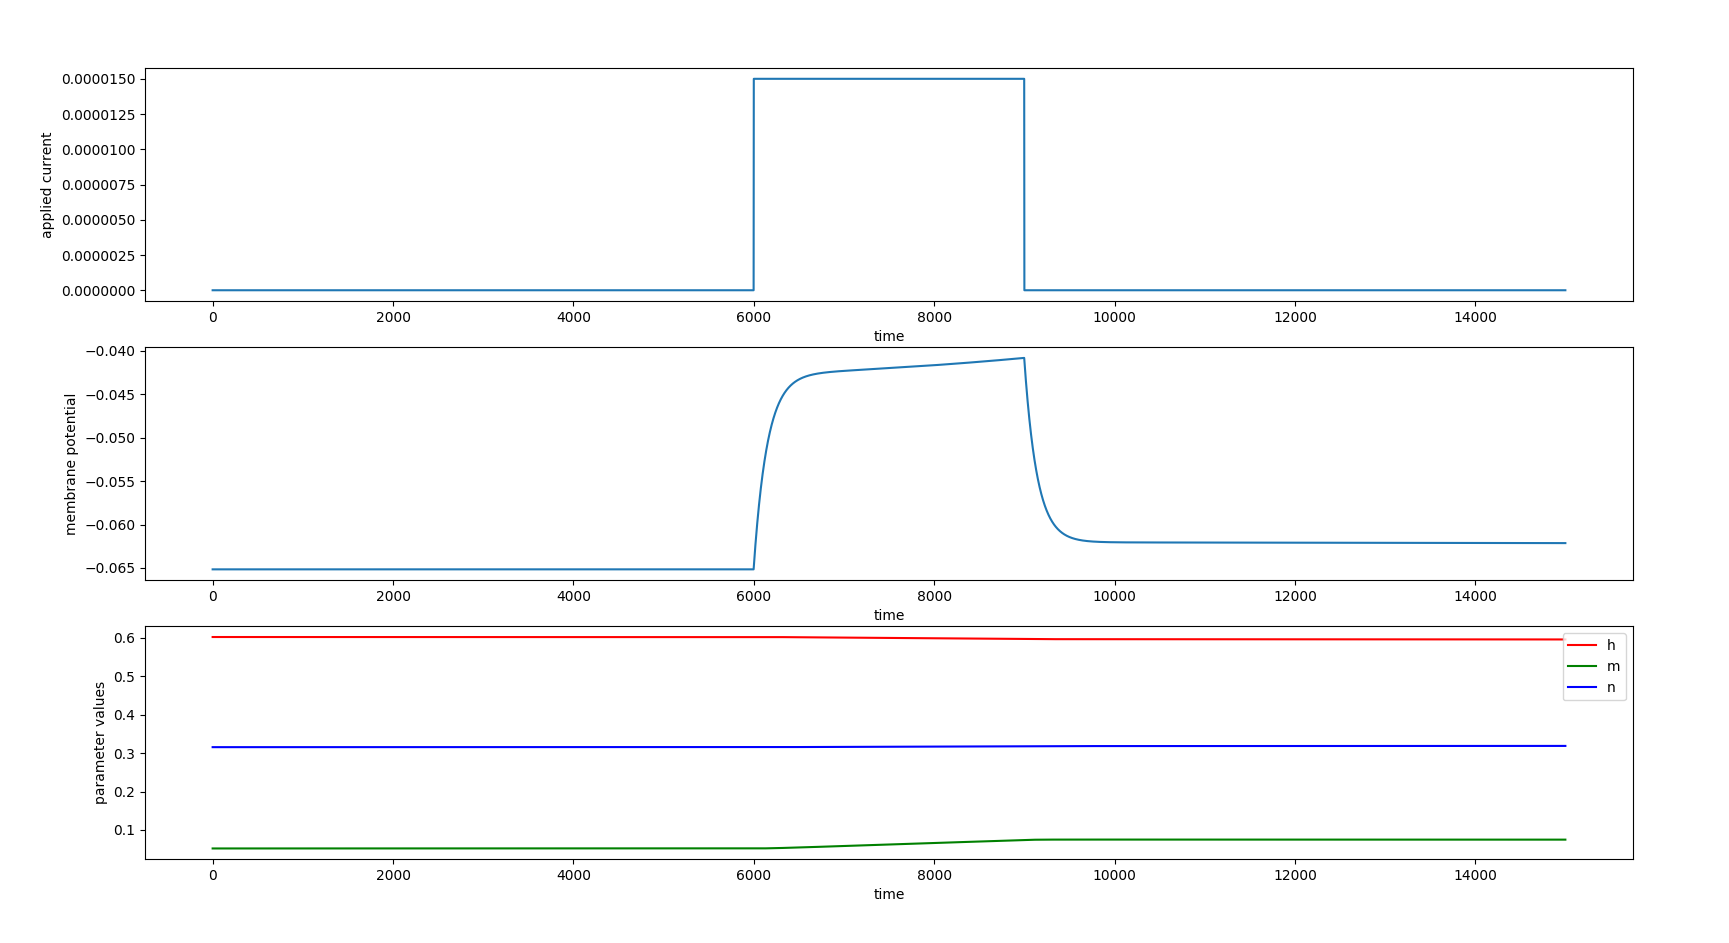 applied current
0.0000150
0.0000125
0.0000100
0.0000075
0.0000050
0.0000025
0.0000000
0 2000 4000 6000 8000 10000 12000 14000
time
membrane potential
−0.040
−0.045
−0.050
−0.055
−0.060
−0.065
0 2000 4000 6000 8000 10000 12000 14000
time
parameter values
0.6
0.5
0.4
0.3
0.2
0.1
h
m
n
0 2000 4000 6000 8000 10000 12000 14000
time